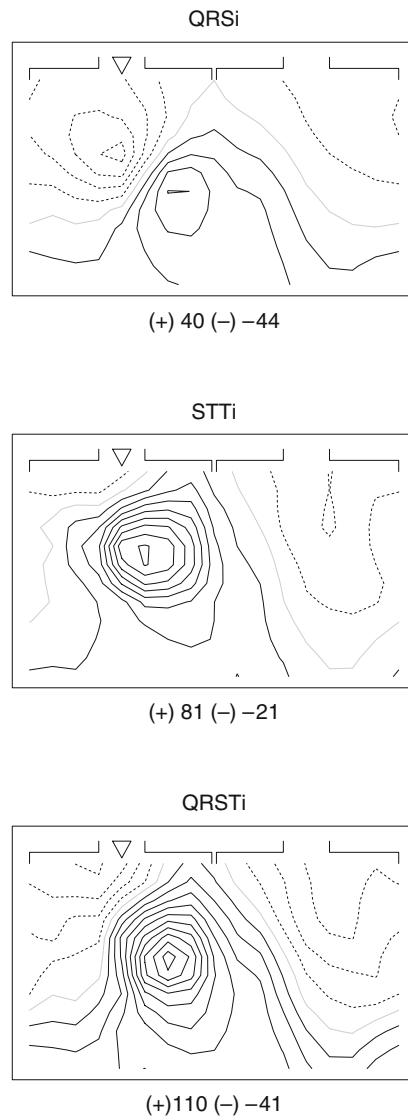 QRSi
(+) 40 (–) –44
STTi
(+) 81 (–) –21
QRSTi
(+)110 (–) –41